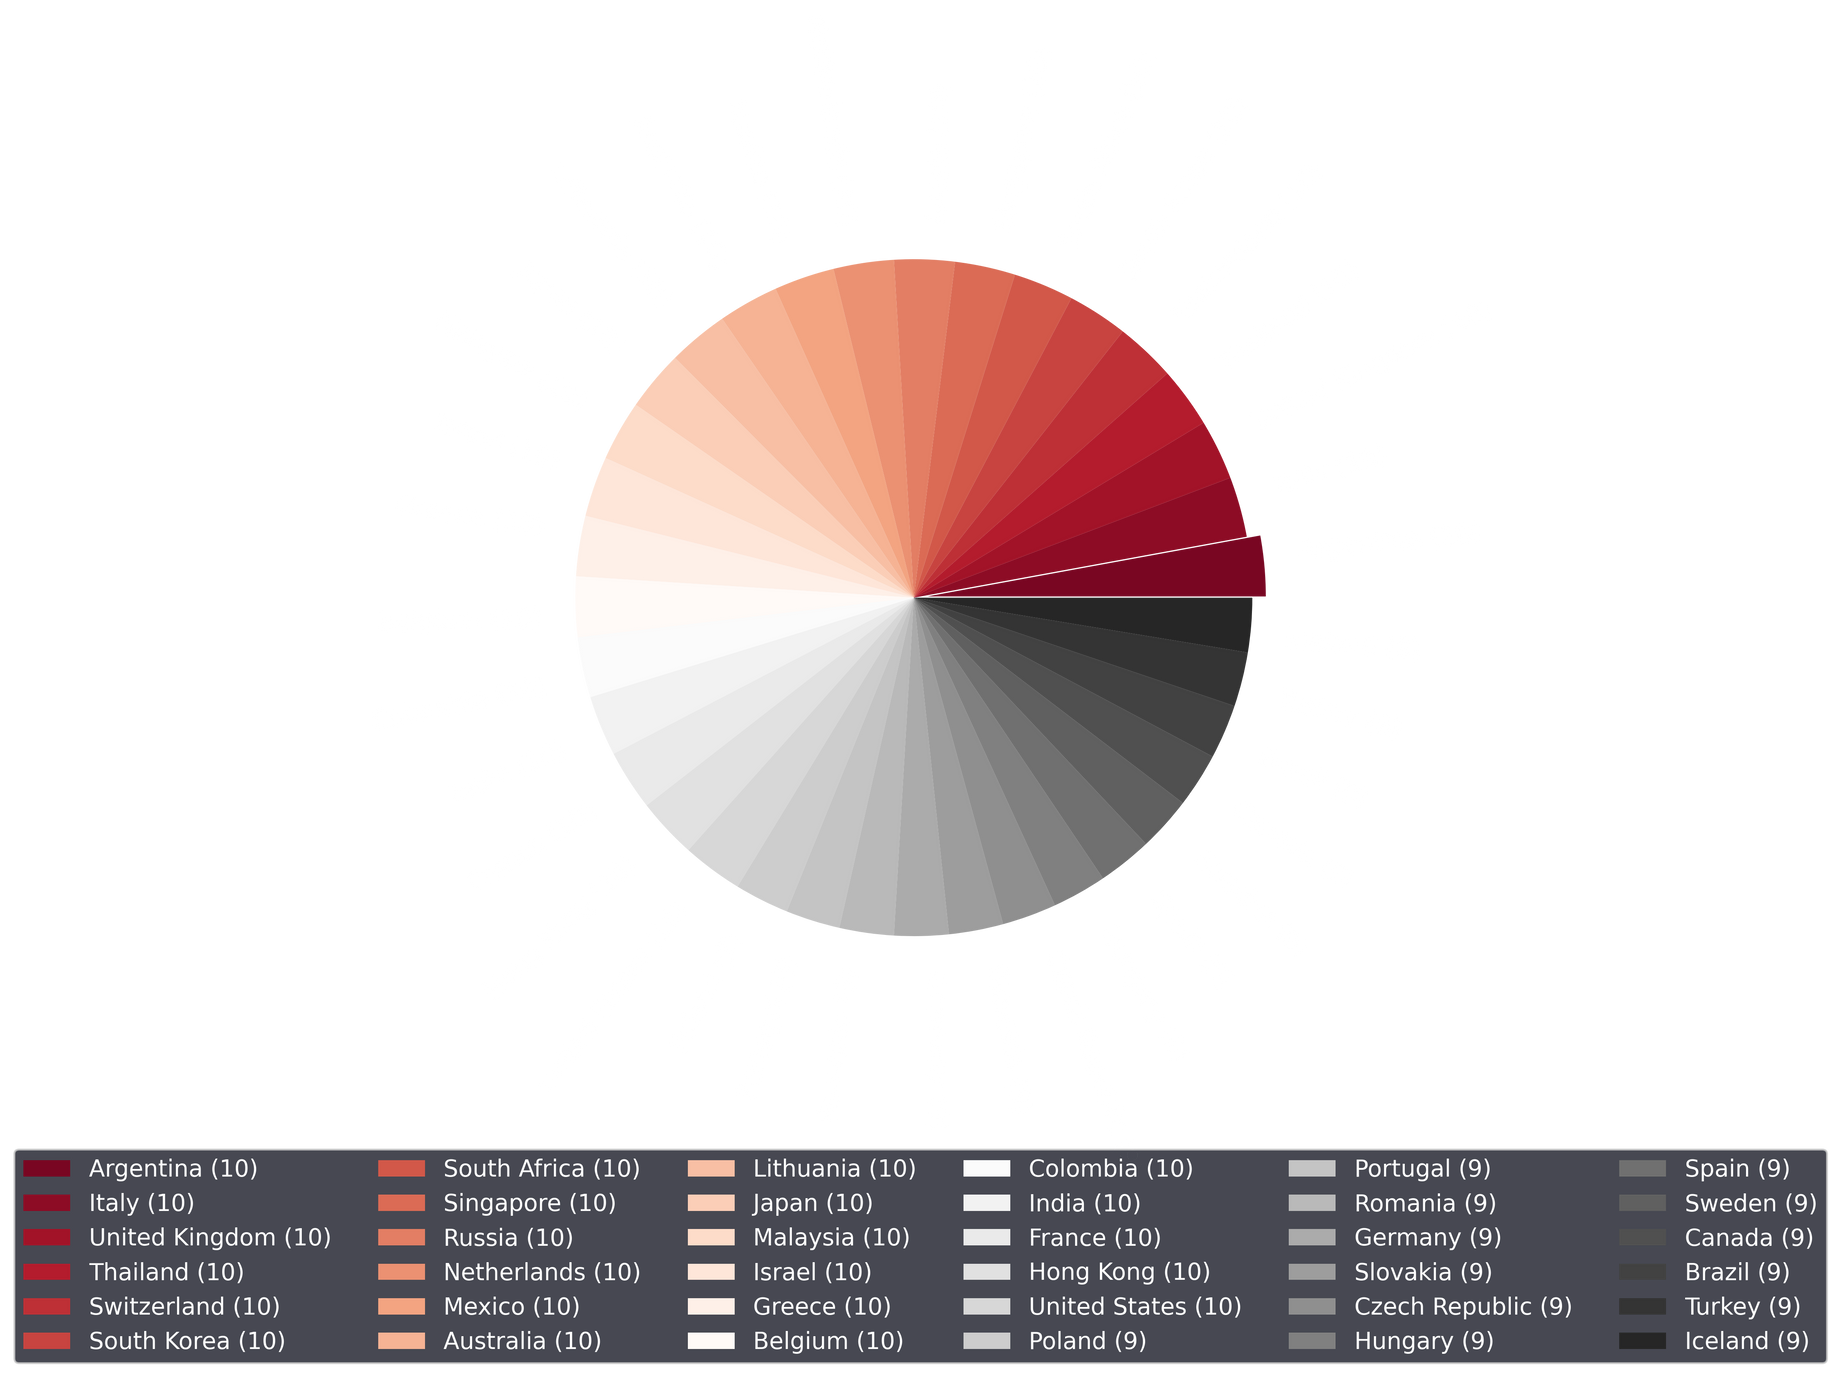 Argentina (10)
Italy (10)
United Kingdom (10)
Thailand (10)
Switzerland (10)
South Korea (10)
South Africa (10)
Singapore (10)
Russia (10)
Netherlands (10)
Mexico (10)
Australia (10)
Lithuania (10)
Japan (10)
Malaysia (10)
Israel (10)
Greece (10)
Belgium (10)
Colombia (10)
India (10)
France (10)
Hong Kong (10)
United States (10)
Poland (9)
Portugal (9)
Romania (9)
Germany (9)
Slovakia (9)
Czech Republic (9)
Hungary (9)
Spain (9)
Sweden (9)
Canada (9)
Brazil (9)
Turkey (9)
Iceland (9)